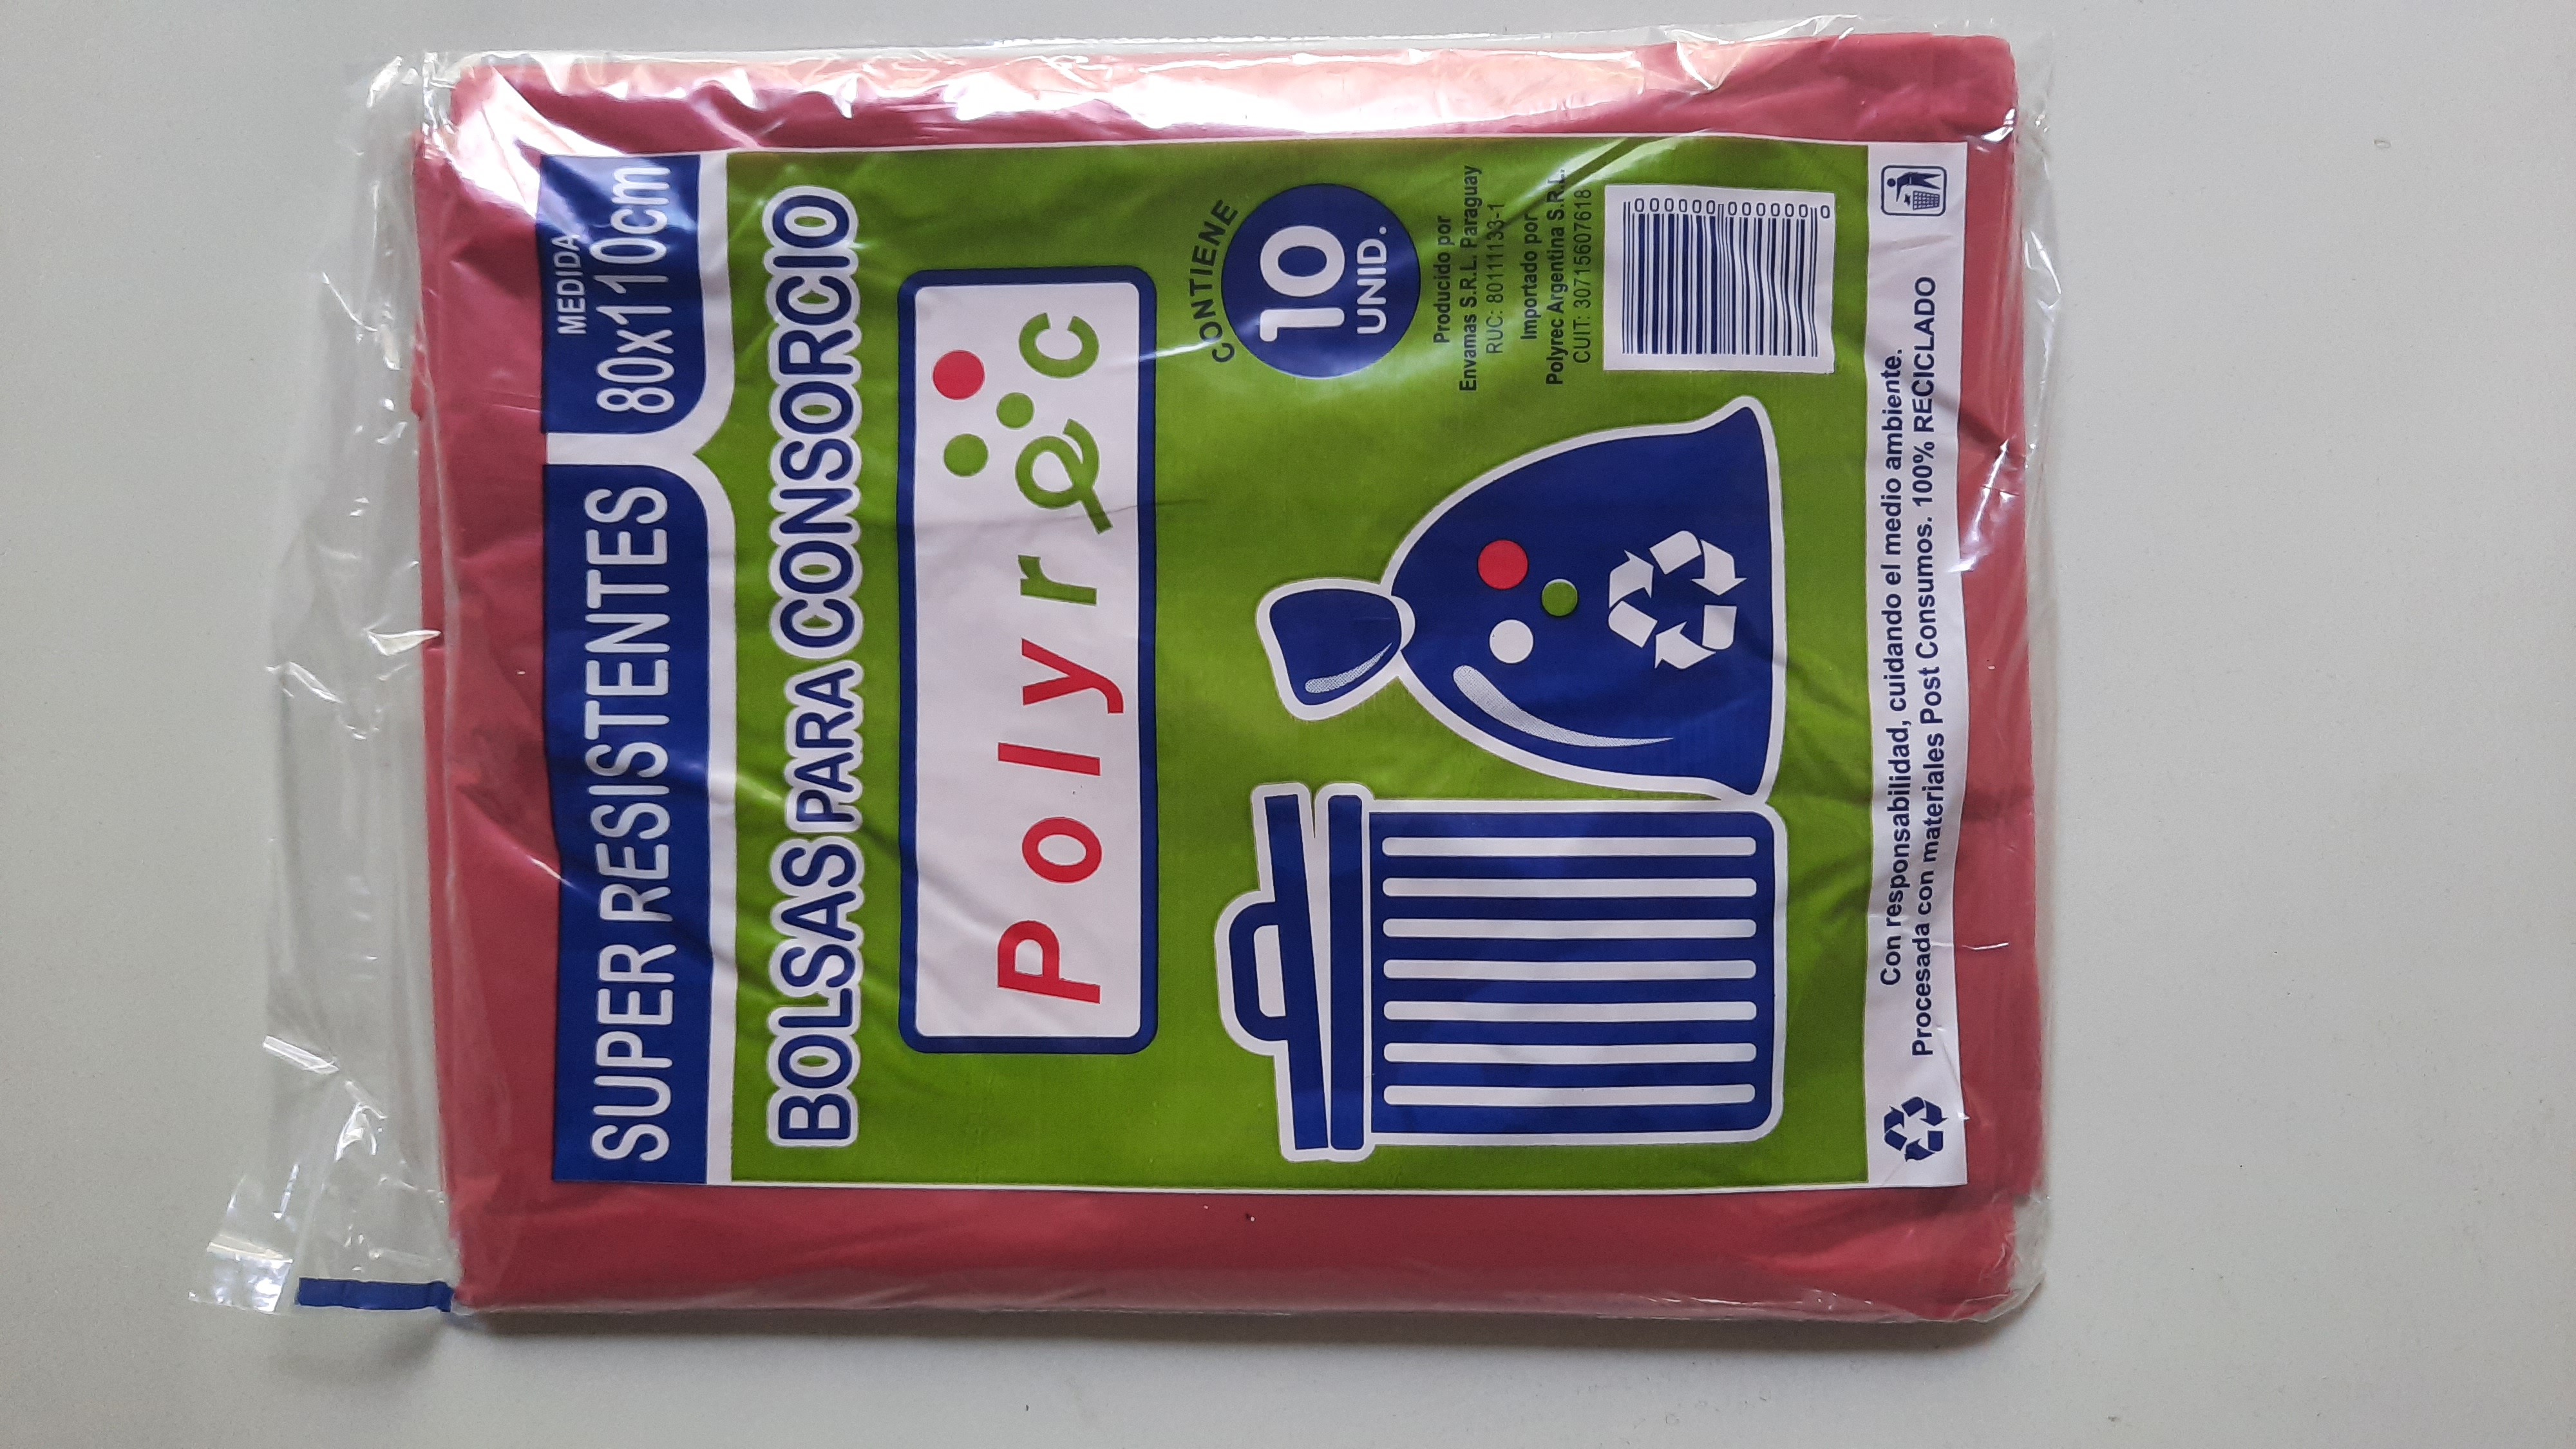 SUPER RESISTENTES
MEDIDA
80x110cm
BOLSAS PARA CONSORCIO
Polyrec
CONTIENE
10
UNID.
Producido por
Envamas S.R.L. Paraguay
RUC: 80111133-1
Importado por
Polyrec Argentina S.R.L.
CUIT: 30715607618
0000000000000
Con responsabilidad, cuidando el medio ambiente.
Procesada con materiales Post Consumos. 100% RECICLADO